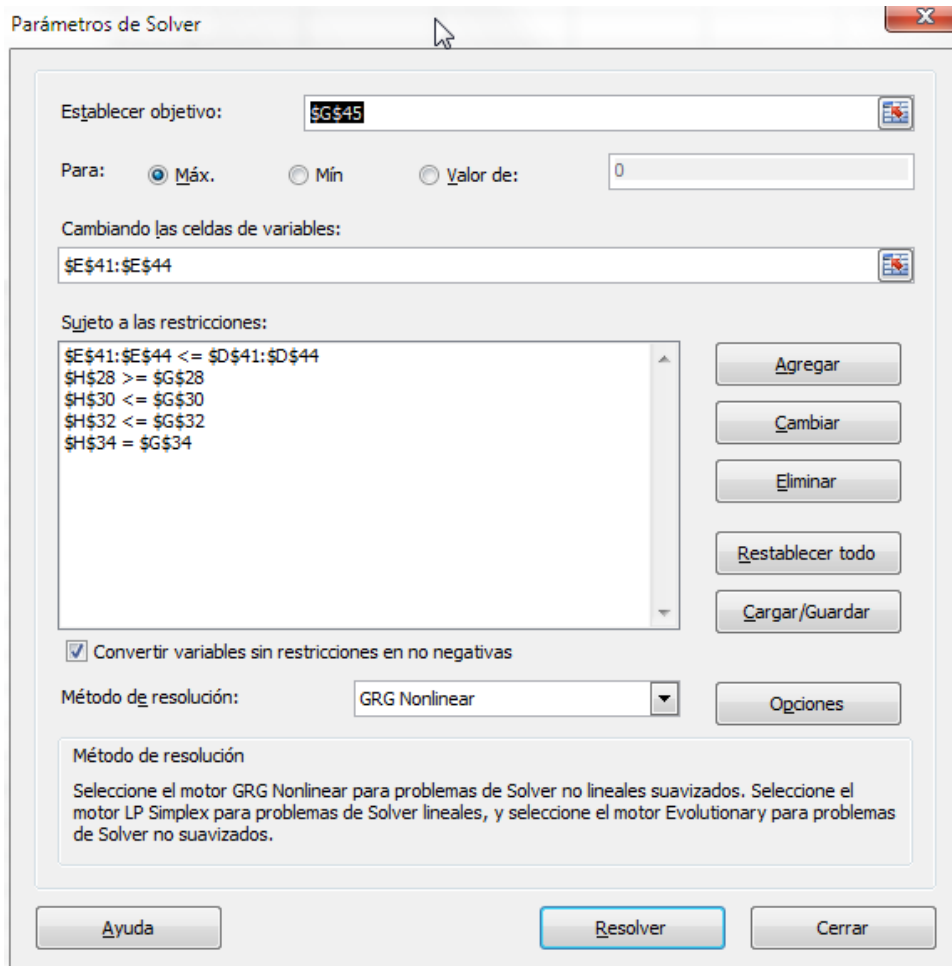 Parámetros de Solver
x
Establecer objetivo:
$G$45
Para:
Máx.
Mín
Valor de:
0
Cambiando las celdas de variables:
$E$41:$E$44
Sujeto a las restricciones:
$E$41:$E$44 <= $D$41:$D$44
$H$28 >= $G$28
$H$30 <= $G$30
$H$32 <= $G$32
$H$34 = $G$34
Agregar
Cambiar
Eliminar
Restablecer todo
Cargar/Guardar
Convertir variables sin restricciones en no negativas
Método de resolución:
GRG Nonlinear
Opciones
Método de resolución
Seleccione el motor GRG Nonlinear para problemas de Solver no lineales suavizados. Seleccione el
motor LP Simplex para problemas de Solver lineales, y seleccione el motor Evolutionary para problemas
de Solver no suavizados.
Ayuda
Resolver
Cerrar